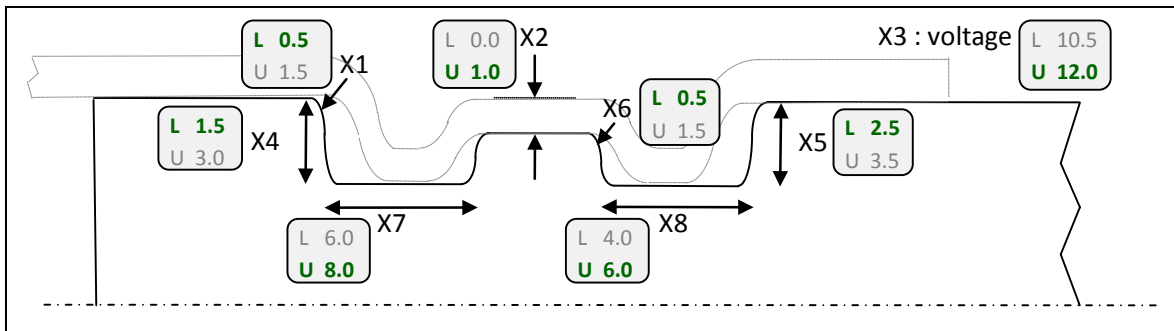 L 0.5
U 1.5
X1
L 0.0
U 1.0
X2
X3 : voltage
L 10.5
U 12.0
X6
L 0.5
U 1.5
L 1.5
U 3.0
X4
X5
L 2.5
U 3.5
X7
L 6.0
U 8.0
X8
L 4.0
U 6.0